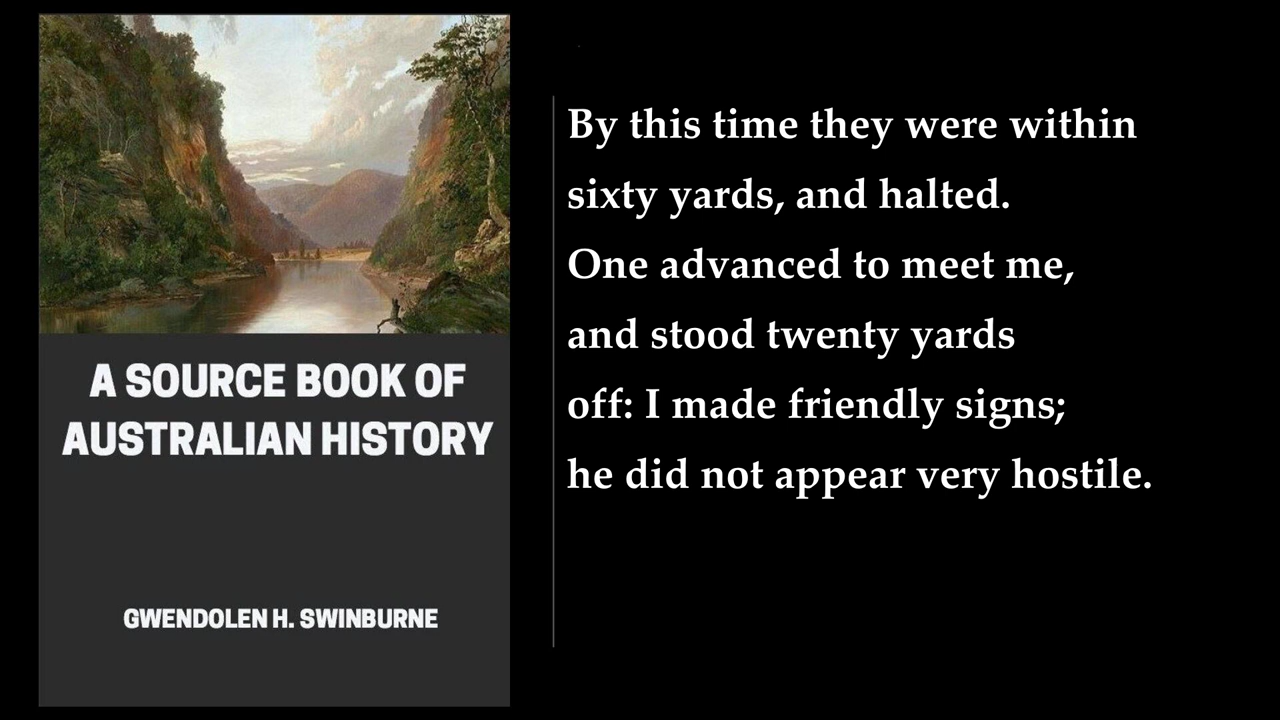 A SOURCE BOOK OF
AUSTRALIAN HISTORY
GWENDOLEN H. SWINBURNE
By this time they were within
sixty yards, and halted.
One advanced to meet me,
and stood twenty yards
off: I made friendly signs;
he did not appear very hostile.